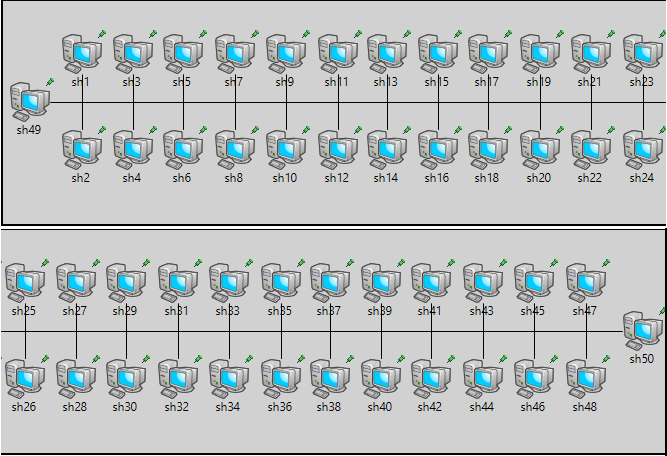 sh1 sh3 sh5 sh7 sh9 sh11 sh13 sh15 sh17 sh19 sh21 sh23
sh49
sh2 sh4 sh6 sh8 sh10 sh12 sh14 sh16 sh18 sh20 sh22 sh24
sh25 sh27 sh29 sh31 sh33 sh35 sh37 sh39 sh41 sh43 sh45 sh47
sh50
sh26 sh28 sh30 sh32 sh34 sh36 sh38 sh40 sh42 sh44 sh46 sh48